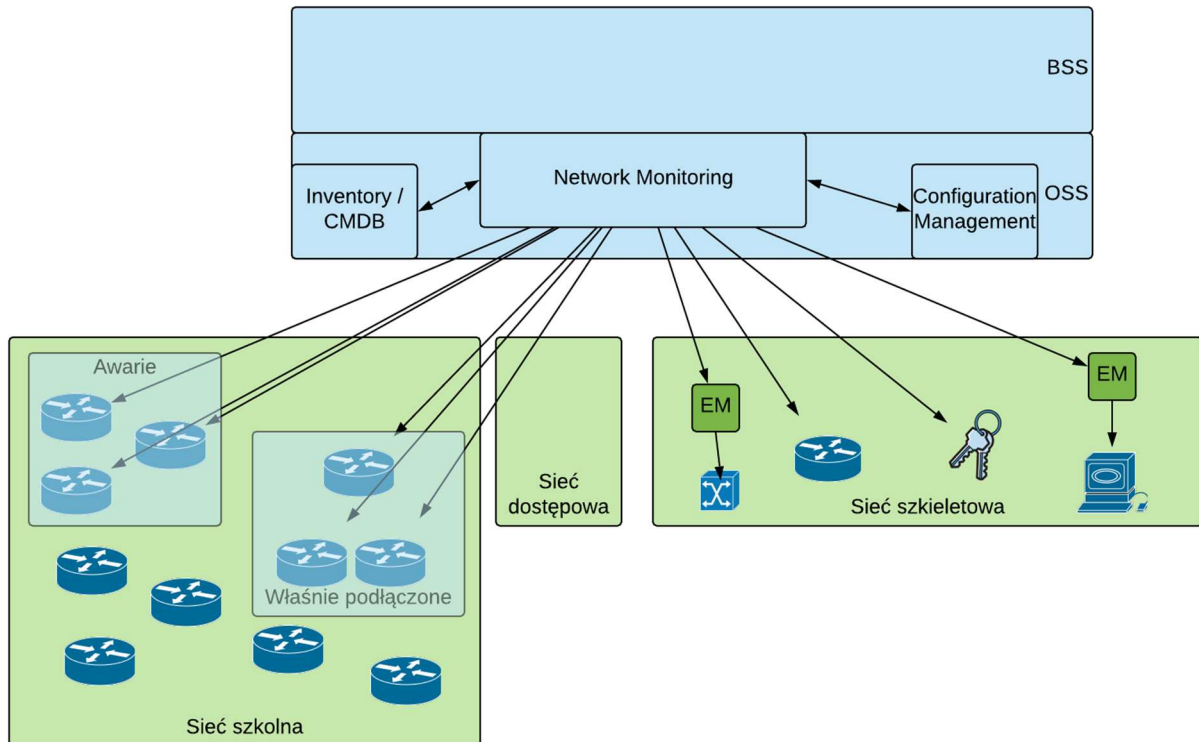 BSS
Network Monitoring
Inventory /
CMDB
Configuration
Management
OSS
Awarie
EM
EM
Sieć
dostępowa
Sieć szkieletowa
Właśnie podłączone
Sieć szkolna